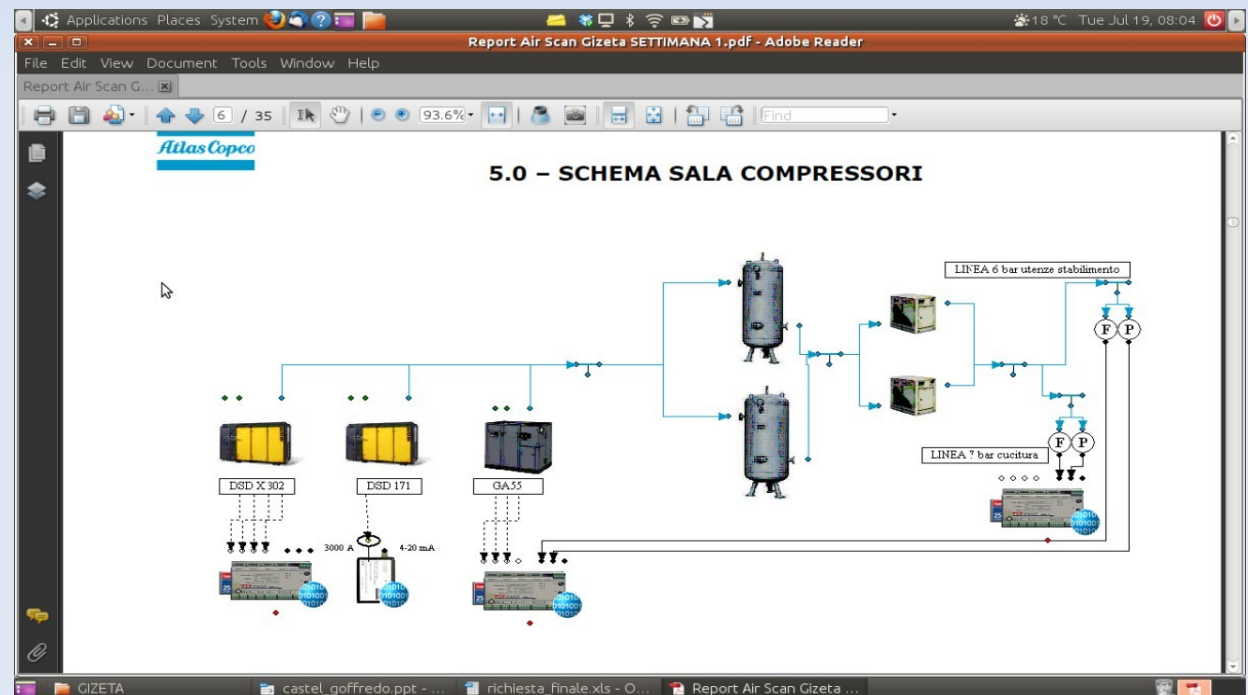 Applications Places System
18 °C Tue Jul 19, 08:04
Report Air Scan Gizeta SETTIMANA 1.pdf - Adobe Reader
File Edit View Document Tools Window Help
Report Air Scan G...
6 / 35 93.6% Find
Atlas Copco
5.0 – SCHEMA SALA COMPRESSORI
LINEA 6 bar utenze stabilimento
F P
F P
LINEA 7 bar cucitura
DSD X 302 DSD 171 GA55
3000 A 4-20 mA
GIZETA castel_goffredo.ppt - ... richiesta_finale.xls - O... Report Air Scan Gizeta ...